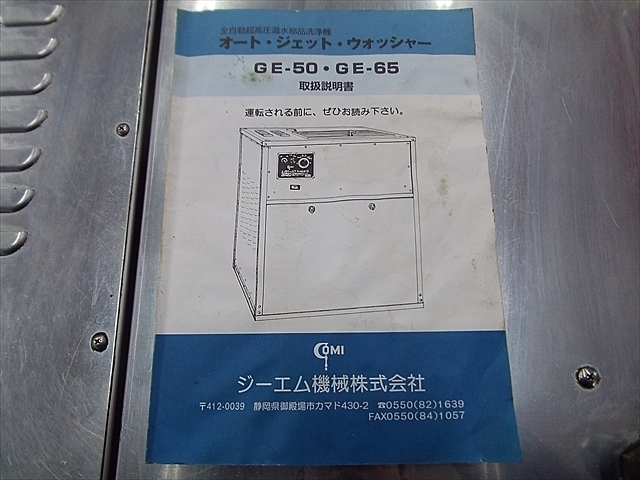 全自動超高圧温水部品洗浄機
オート・ジェット・ウォッシャー
GE-50・GE-65
取扱説明書
運転される前に、ぜひお読み下さい。
GOMI
ジーエム機械株式会社
〒412-0039 静岡県御殿場市カマド430-2 ☎0550(82)1639
FAX0550(84)1057